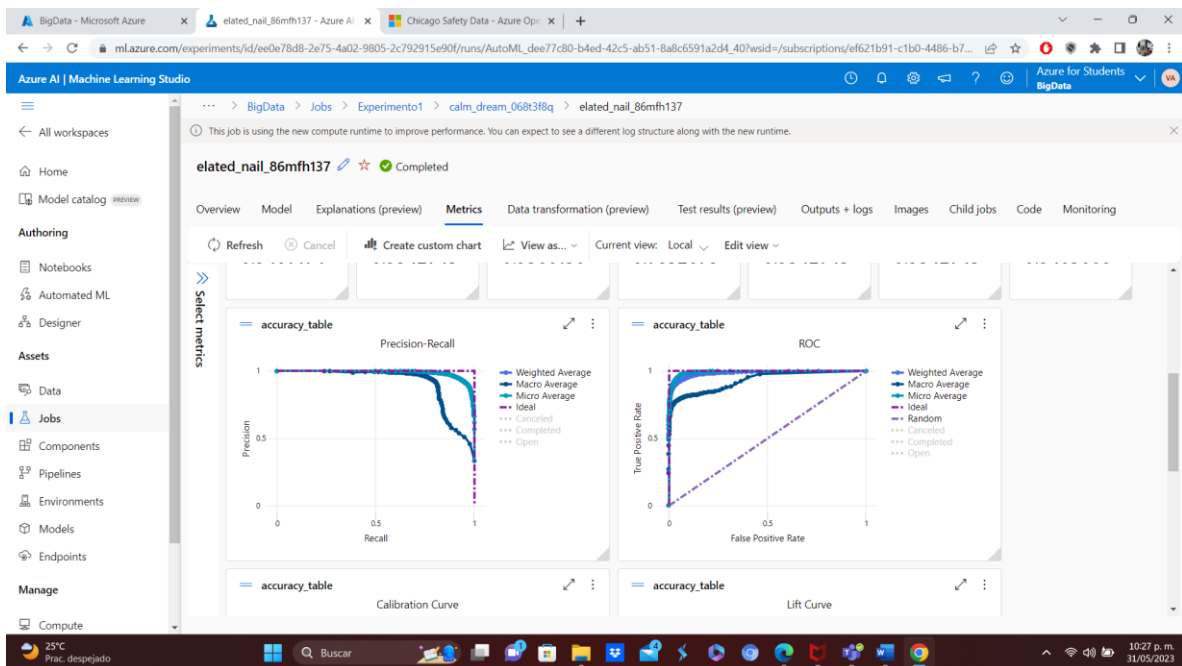 BigData - Microsoft Azure
elated_nail_86mfh137 - Azure AI
Chicago Safety Data - Azure Ope
ml.azure.com/experiments/id/ee0e78d8-2e75-4a02-9805-2c792915e90f/runs/AutoML_dee77c80-b4ed-42c5-ab51-8a8c6591a2d4_40?wsid=/subscriptions/ef621b91-c1b0-4486-b7...
Azure AI | Machine Learning Studio
Azure for Students
BigData
VA
All workspaces
Home
Model catalog PREVIEW
Authoring
Notebooks
Automated ML
Designer
Assets
Data
Jobs
Components
Pipelines
Environments
Models
Endpoints
Manage
Compute
... > BigData > Jobs > Experimento1 > calm_dream_068t3f8q > elated_nail_86mfh137
This job is using the new compute runtime to improve performance. You can expect to see a different log structure along with the new runtime.
elated_nail_86mfh137 Completed
Overview Model Explanations (preview) Metrics Data transformation (preview) Test results (preview) Outputs + logs Images Child jobs Code Monitoring
Refresh Cancel Create custom chart View as... Current view: Local Edit view
Select metrics
accuracy_table
Precision-Recall
Precision
1
0.5
0
0 0.5 1
Recall
Weighted Average
Macro Average
Micro Average
Ideal
Canceled
Completed
Open
accuracy_table
ROC
True Positive Rate
1
0.5
0
0 0.5 1
False Positive Rate
Weighted Average
Macro Average
Micro Average
Ideal
Random
Canceled
Completed
Open
accuracy_table
Calibration Curve
accuracy_table
Lift Curve
25°C
Prac. despejado
Buscar
10:27 p. m.
31/05/2023